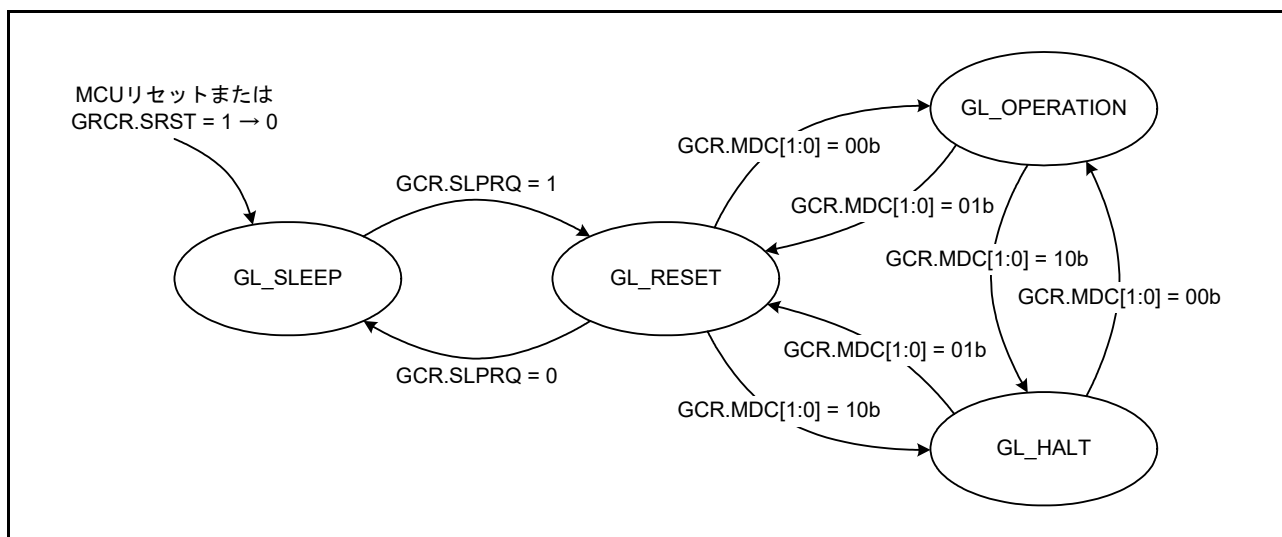 MCUリセットまたは
GRCR.SRST = 1 → 0
GL_OPERATION
GCR.MDC[1:0] = 00b
GCR.SLPRQ = 1
GCR.MDC[1:0] = 01b
GCR.MDC[1:0] = 10b
GL_SLEEP
GL_RESET
GCR.MDC[1:0] = 00b
GCR.MDC[1:0] = 01b
GCR.SLPRQ = 0
GCR.MDC[1:0] = 10b
GL_HALT